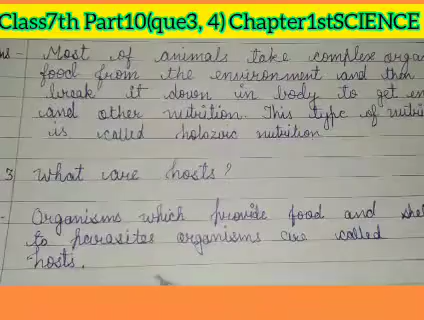 Class7th Part10(que3, 4) Chapter1stSCIENCE
Most of animals take complex
food from the environment and then
break it down in body to get
and other nutrition. This type of
is called holozoic nutrition
3 What are hosts?
Organisms which provide food and
to parasites organisms are called
hosts.